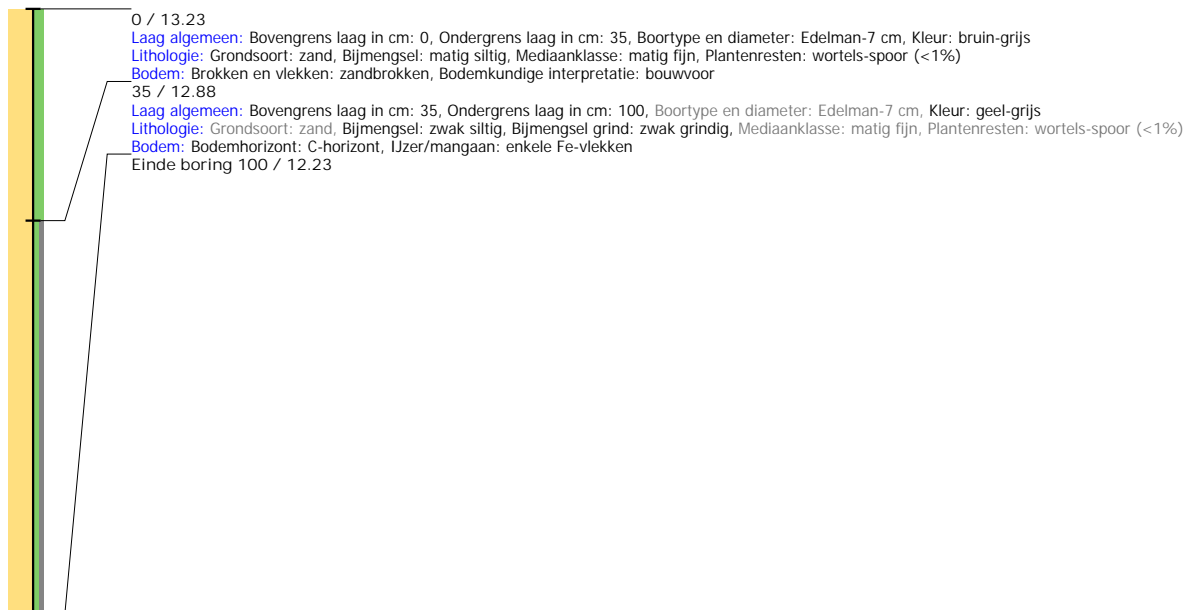 0 / 13.23
Laag algemeen: Bovengrens laag in cm: 0, Ondergrens laag in cm: 35, Boortype en diameter: Edelman-7 cm, Kleur: bruin-grijs
Lithologie: Grondsoort: zand, Bijmengsel: matig siltig, Mediaanklasse: matig fijn, Plantenresten: wortels-spoor (<1%)
Bodem: Brokken en vlekken: zandbrokken, Bodemkundige interpretatie: bouwvoor
35 / 12.88
Laag algemeen: Bovengrens laag in cm: 35, Ondergrens laag in cm: 100, Boortype en diameter: Edelman-7 cm, Kleur: geel-grijs
Lithologie: Grondsoort: zand, Bijmengsel: zwak siltig, Bijmengsel grind: zwak grindig, Mediaanklasse: matig fijn, Plantenresten: wortels-spoor (<1%)
Bodem: Bodemhorizont: C-horizont, IJzer/mangaan: enkele Fe-vlekken
Einde boring 100 / 12.23